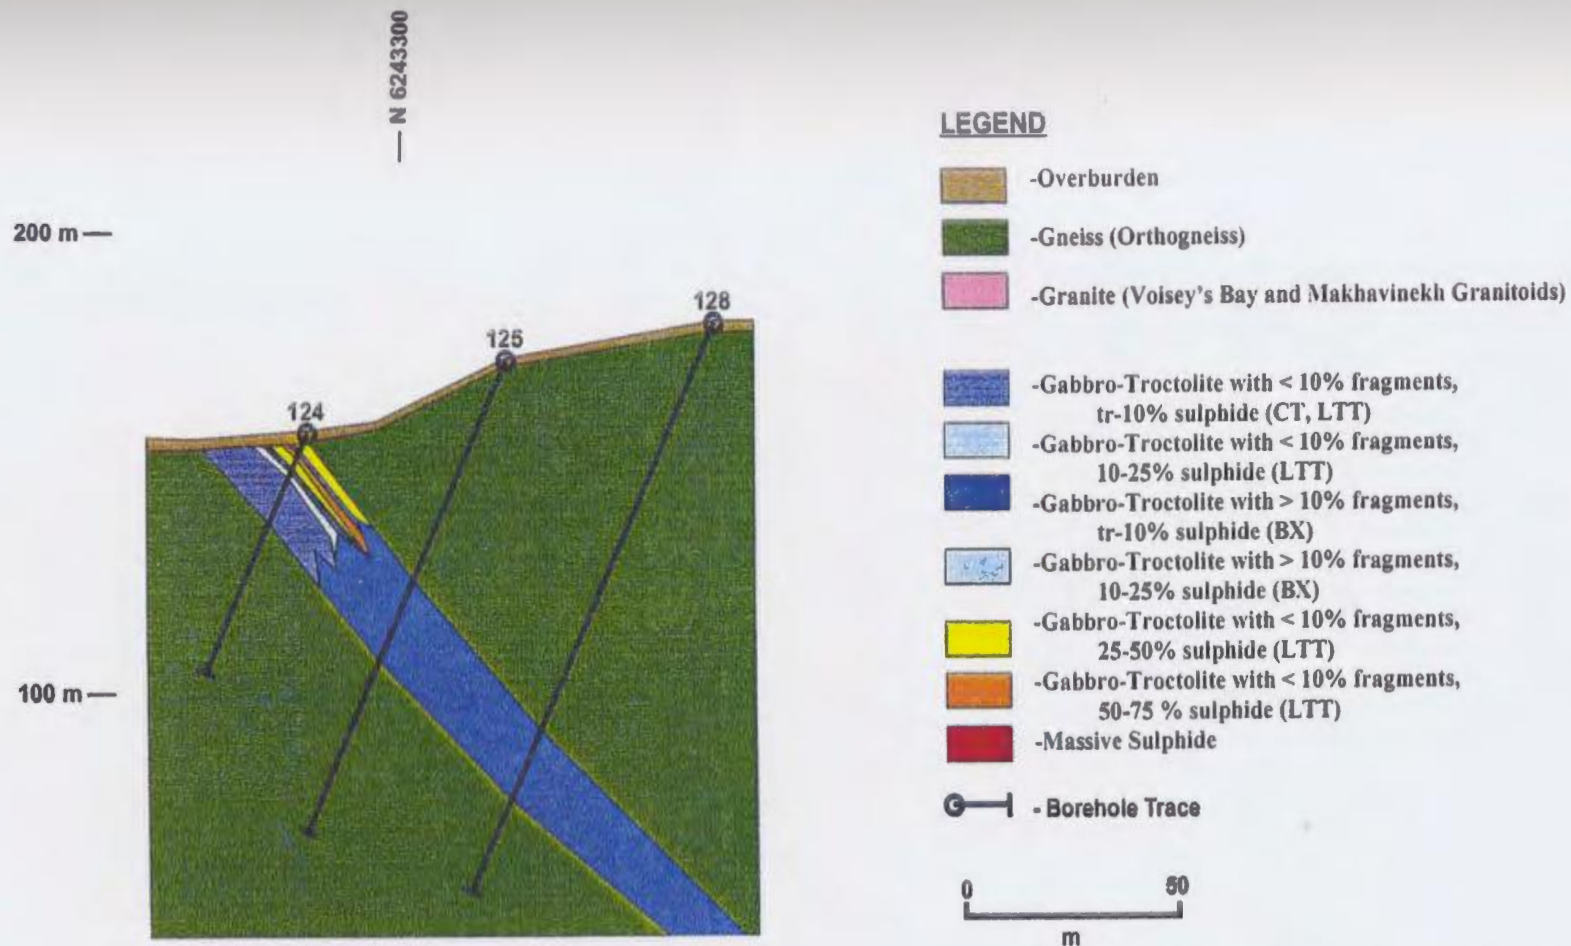 N 6243300
200 m
128
125
124
100 m
LEGEND
-Overburden
-Gneiss (Orthogneiss)
-Granite (Voisey's Bay and Makhavinekh Granitoids)
-Gabbro-Troctolite with < 10% fragments,
tr-10% sulphide (CT, LTT)
-Gabbro-Troctolite with < 10% fragments,
10-25% sulphide (LTT)
-Gabbro-Troctolite with > 10% fragments,
tr-10% sulphide (BX)
-Gabbro-Troctolite with > 10% fragments,
10-25% sulphide (BX)
-Gabbro-Troctolite with < 10% fragments,
25-50% sulphide (LTT)
-Gabbro-Troctolite with < 10% fragments,
50-75 % sulphide (LTT)
-Massive Sulphide
- Borehole Trace
0 50
m